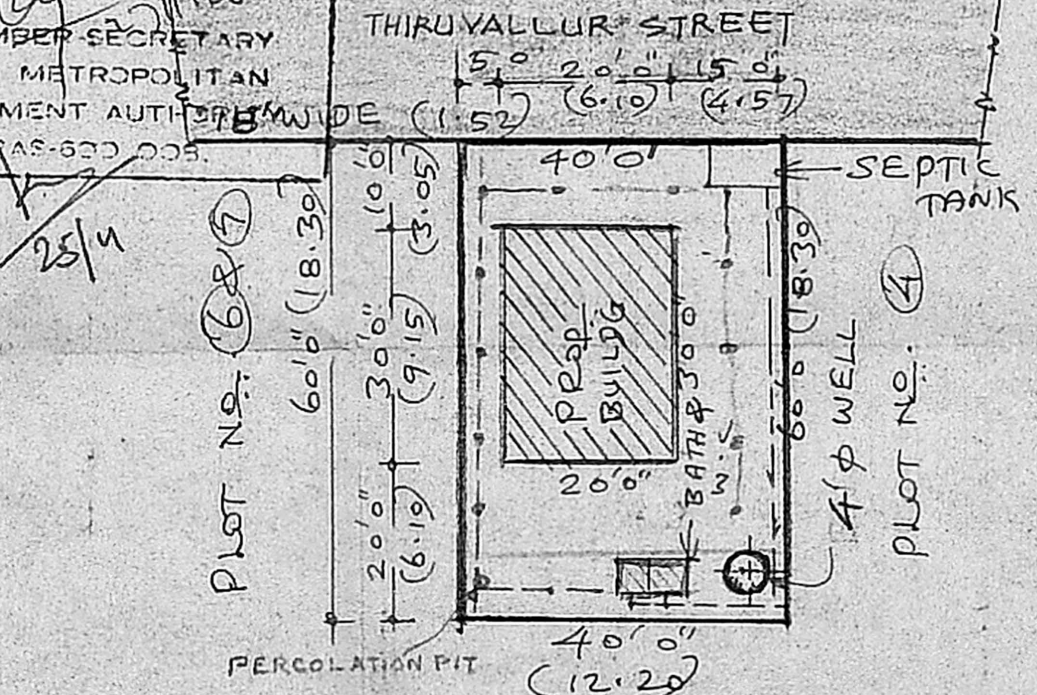 MBER-SECRETARY
METROPOLITAN
MENT AUTH
AS-600 008.
25/4
THIRUVALLUR STREET
5'0" 20'0" 15'0"
(1.52) (6.10) (4.57)
18" WIDE
40'0"
SEPTIC
TANK
PLOT NO. 6 & 7
60'0" (18.30)
10'0"
(3.05)
30'0"
(9.15)
20'0"
(6.10)
PROP
BUILDG
30'0"
20'0"
BATH &
W.C
60'0" (18.30)
4'φ WELL
PLOT NO. 4
PERCOLATION PIT
40'0"
(12.20)